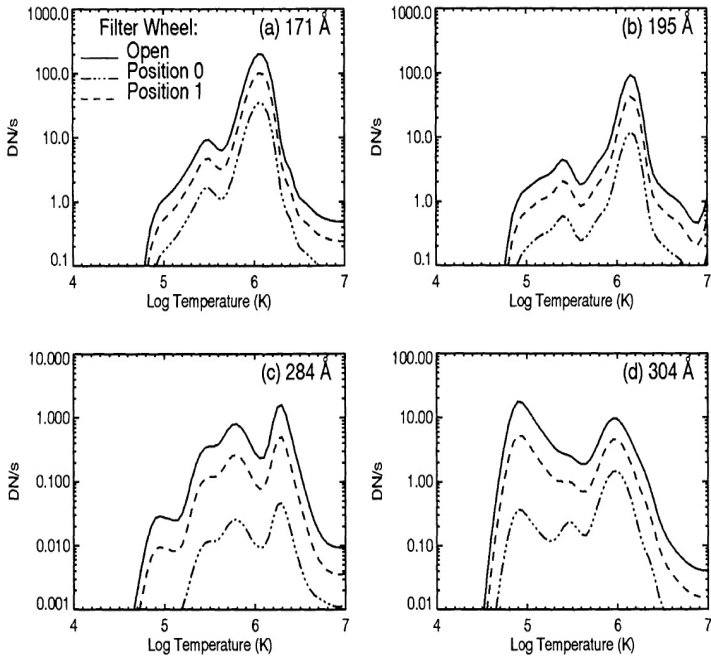 Filter Wheel:
Open
Position 0
Position 1
(a) 171 Å
1000.0
100.0
10.0
1.0
0.1
DN/s
4 5 6 7
Log Temperature (K)
(b) 195 Å
1000.0
100.0
10.0
1.0
0.1
DN/s
4 5 6 7
Log Temperature (K)
(c) 284 Å
10.000
1.000
0.100
0.010
0.001
DN/s
4 5 6 7
Log Temperature (K)
(d) 304 Å
100.00
10.00
1.00
0.10
0.01
DN/s
4 5 6 7
Log Temperature (K)